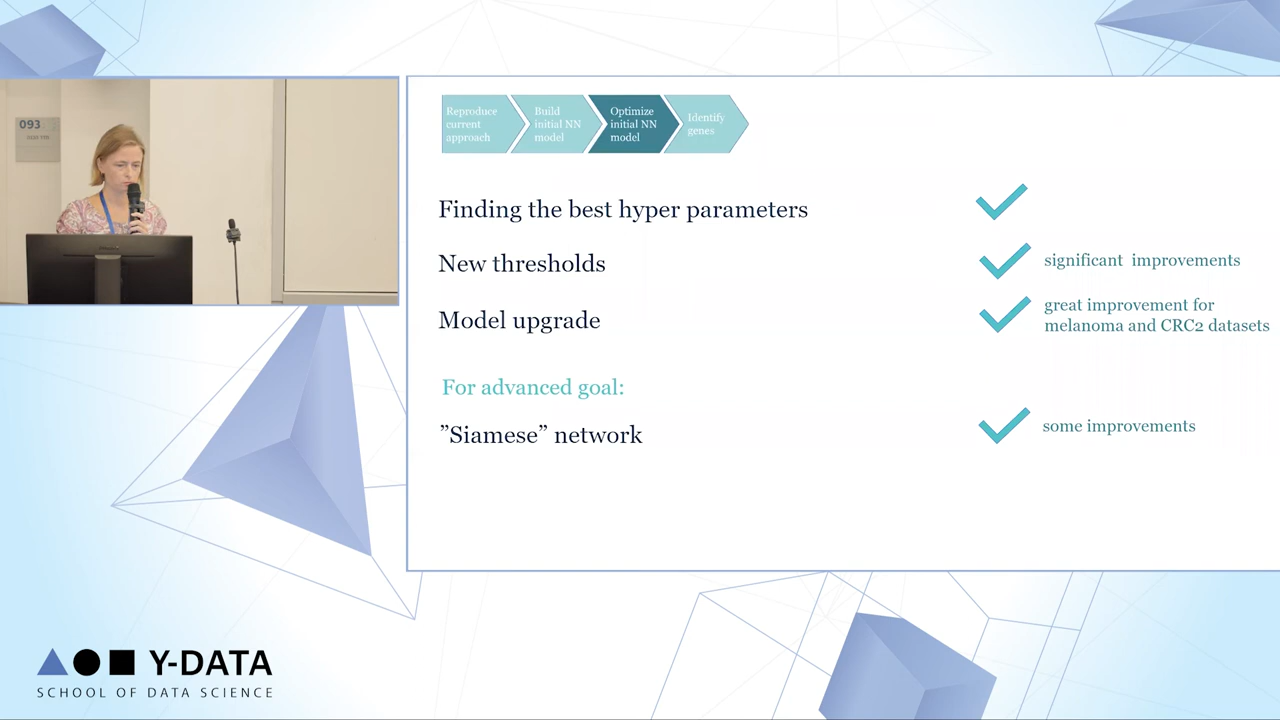 093
Reproduce
current
approach
Build
initial NN
model
Optimize
initial NN
model
Identify
genes
Finding the best hyper parameters
New thresholds
significant improvements
Model upgrade
great improvement for
melanoma and CRC2 datasets
For advanced goal:
”Siamese” network
some improvements
Y-DATA
SCHOOL OF DATA SCIENCE